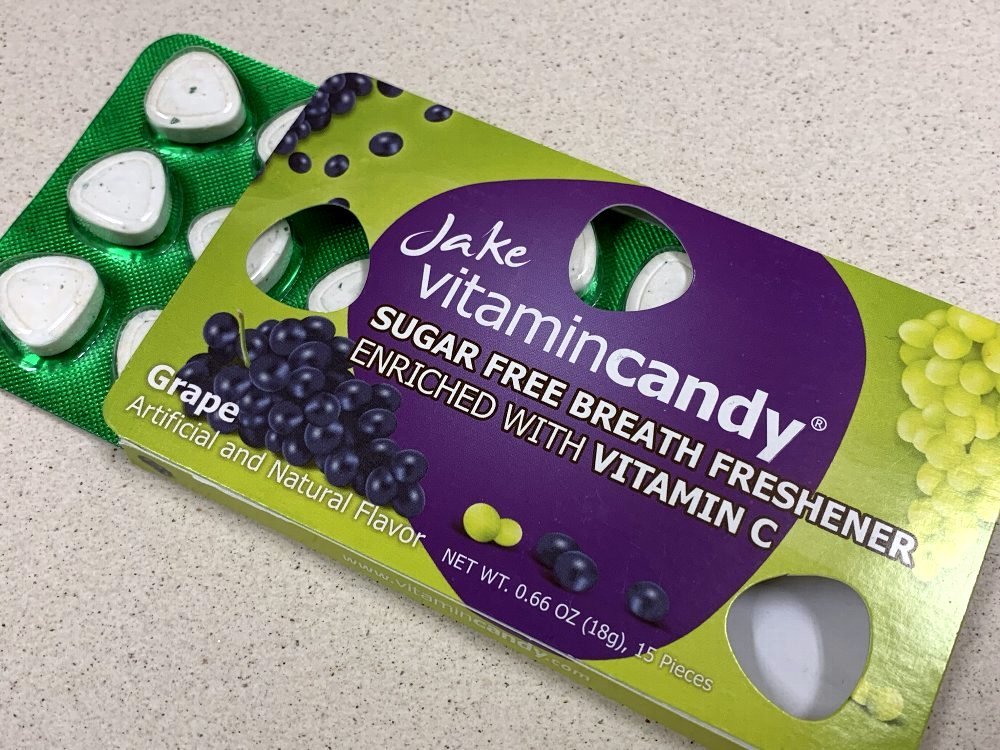 Jake
vitamincandy®
SUGAR FREE BREATH FRESHENER
ENRICHED WITH VITAMIN C
Grape
Artificial and Natural Flavor
NET WT. 0.66 OZ (18g), 15 Pieces
www.vitamincandy.com